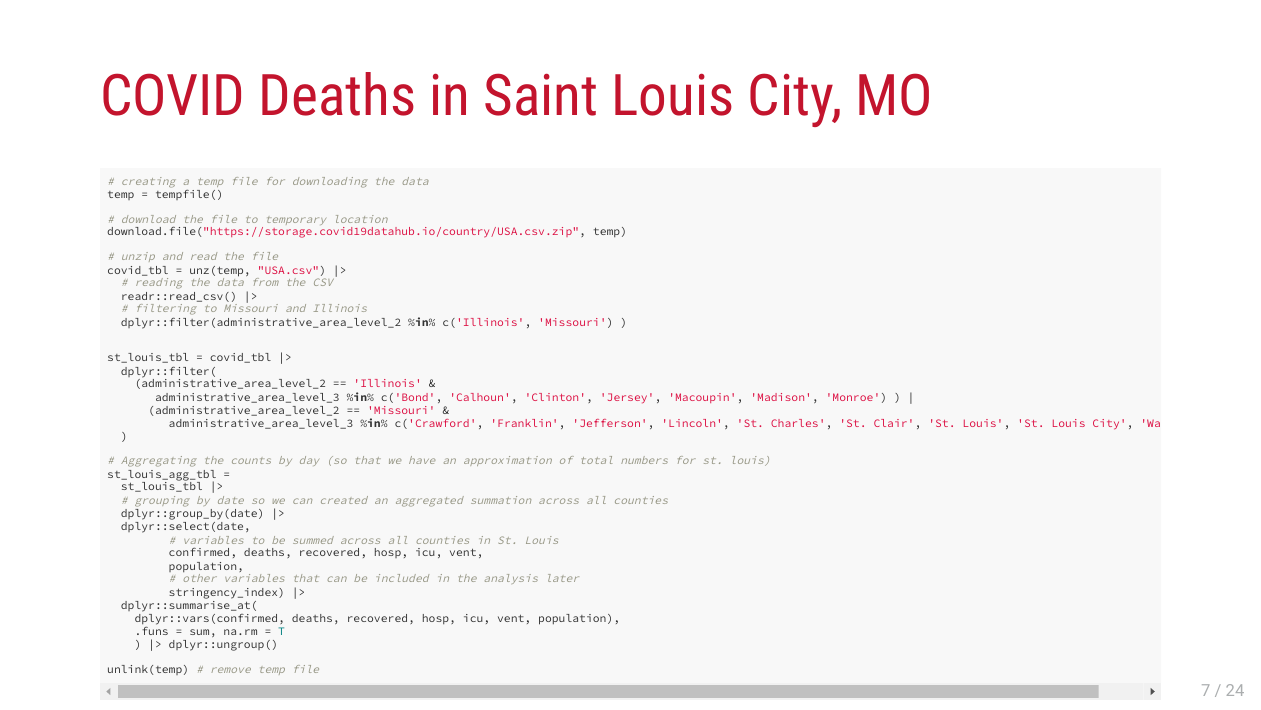 COVID Deaths in Saint Louis City, MO
# creating a temp file for downloading the data
temp = tempfile()
# download the file to temporary location
download.file("https://storage.covid19datahub.io/country/USA.csv.zip", temp)
# unzip and read the file
covid_tbl = unz(temp, "USA.csv") |>
  # reading the data from the CSV
  readr::read_csv() |>
  # filtering to Missouri and Illinois
  dplyr::filter(administrative_area_level_2 %in% c('Illinois', 'Missouri') )
st_louis_tbl = covid_tbl |>
  dplyr::filter(
    (administrative_area_level_2 == 'Illinois' &
       administrative_area_level_3 %in% c('Bond', 'Calhoun', 'Clinton', 'Jersey', 'Macoupin', 'Madison', 'Monroe') ) |
      (administrative_area_level_2 == 'Missouri' &
         administrative_area_level_3 %in% c('Crawford', 'Franklin', 'Jefferson', 'Lincoln', 'St. Charles', 'St. Clair', 'St. Louis', 'St. Louis City', 'Wa
  )
# Aggregating the counts by day (so that we have an approximation of total numbers for st. louis)
st_louis_agg_tbl =
  st_louis_tbl |>
  # grouping by date so we can created an aggregated summation across all counties
  dplyr::group_by(date) |>
  dplyr::select(date,
         # variables to be summed across all counties in St. Louis
         confirmed, deaths, recovered, hosp, icu, vent,
         population,
         # other variables that can be included in the analysis later
         stringency_index) |>
  dplyr::summarise_at(
    dplyr::vars(confirmed, deaths, recovered, hosp, icu, vent, population),
    .funs = sum, na.rm = T
    ) |> dplyr::ungroup()
unlink(temp) # remove temp file
7 / 24